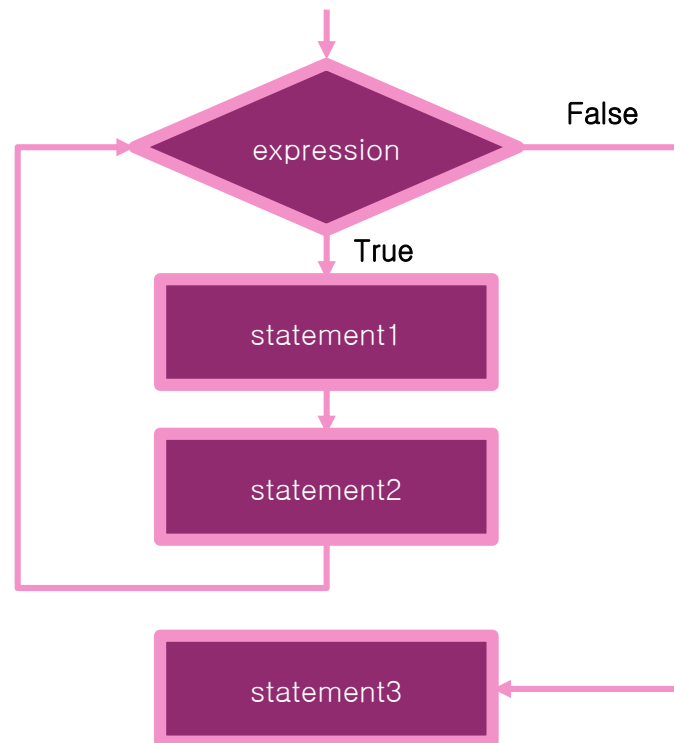 False
expression
True
statement1
statement2
statement3